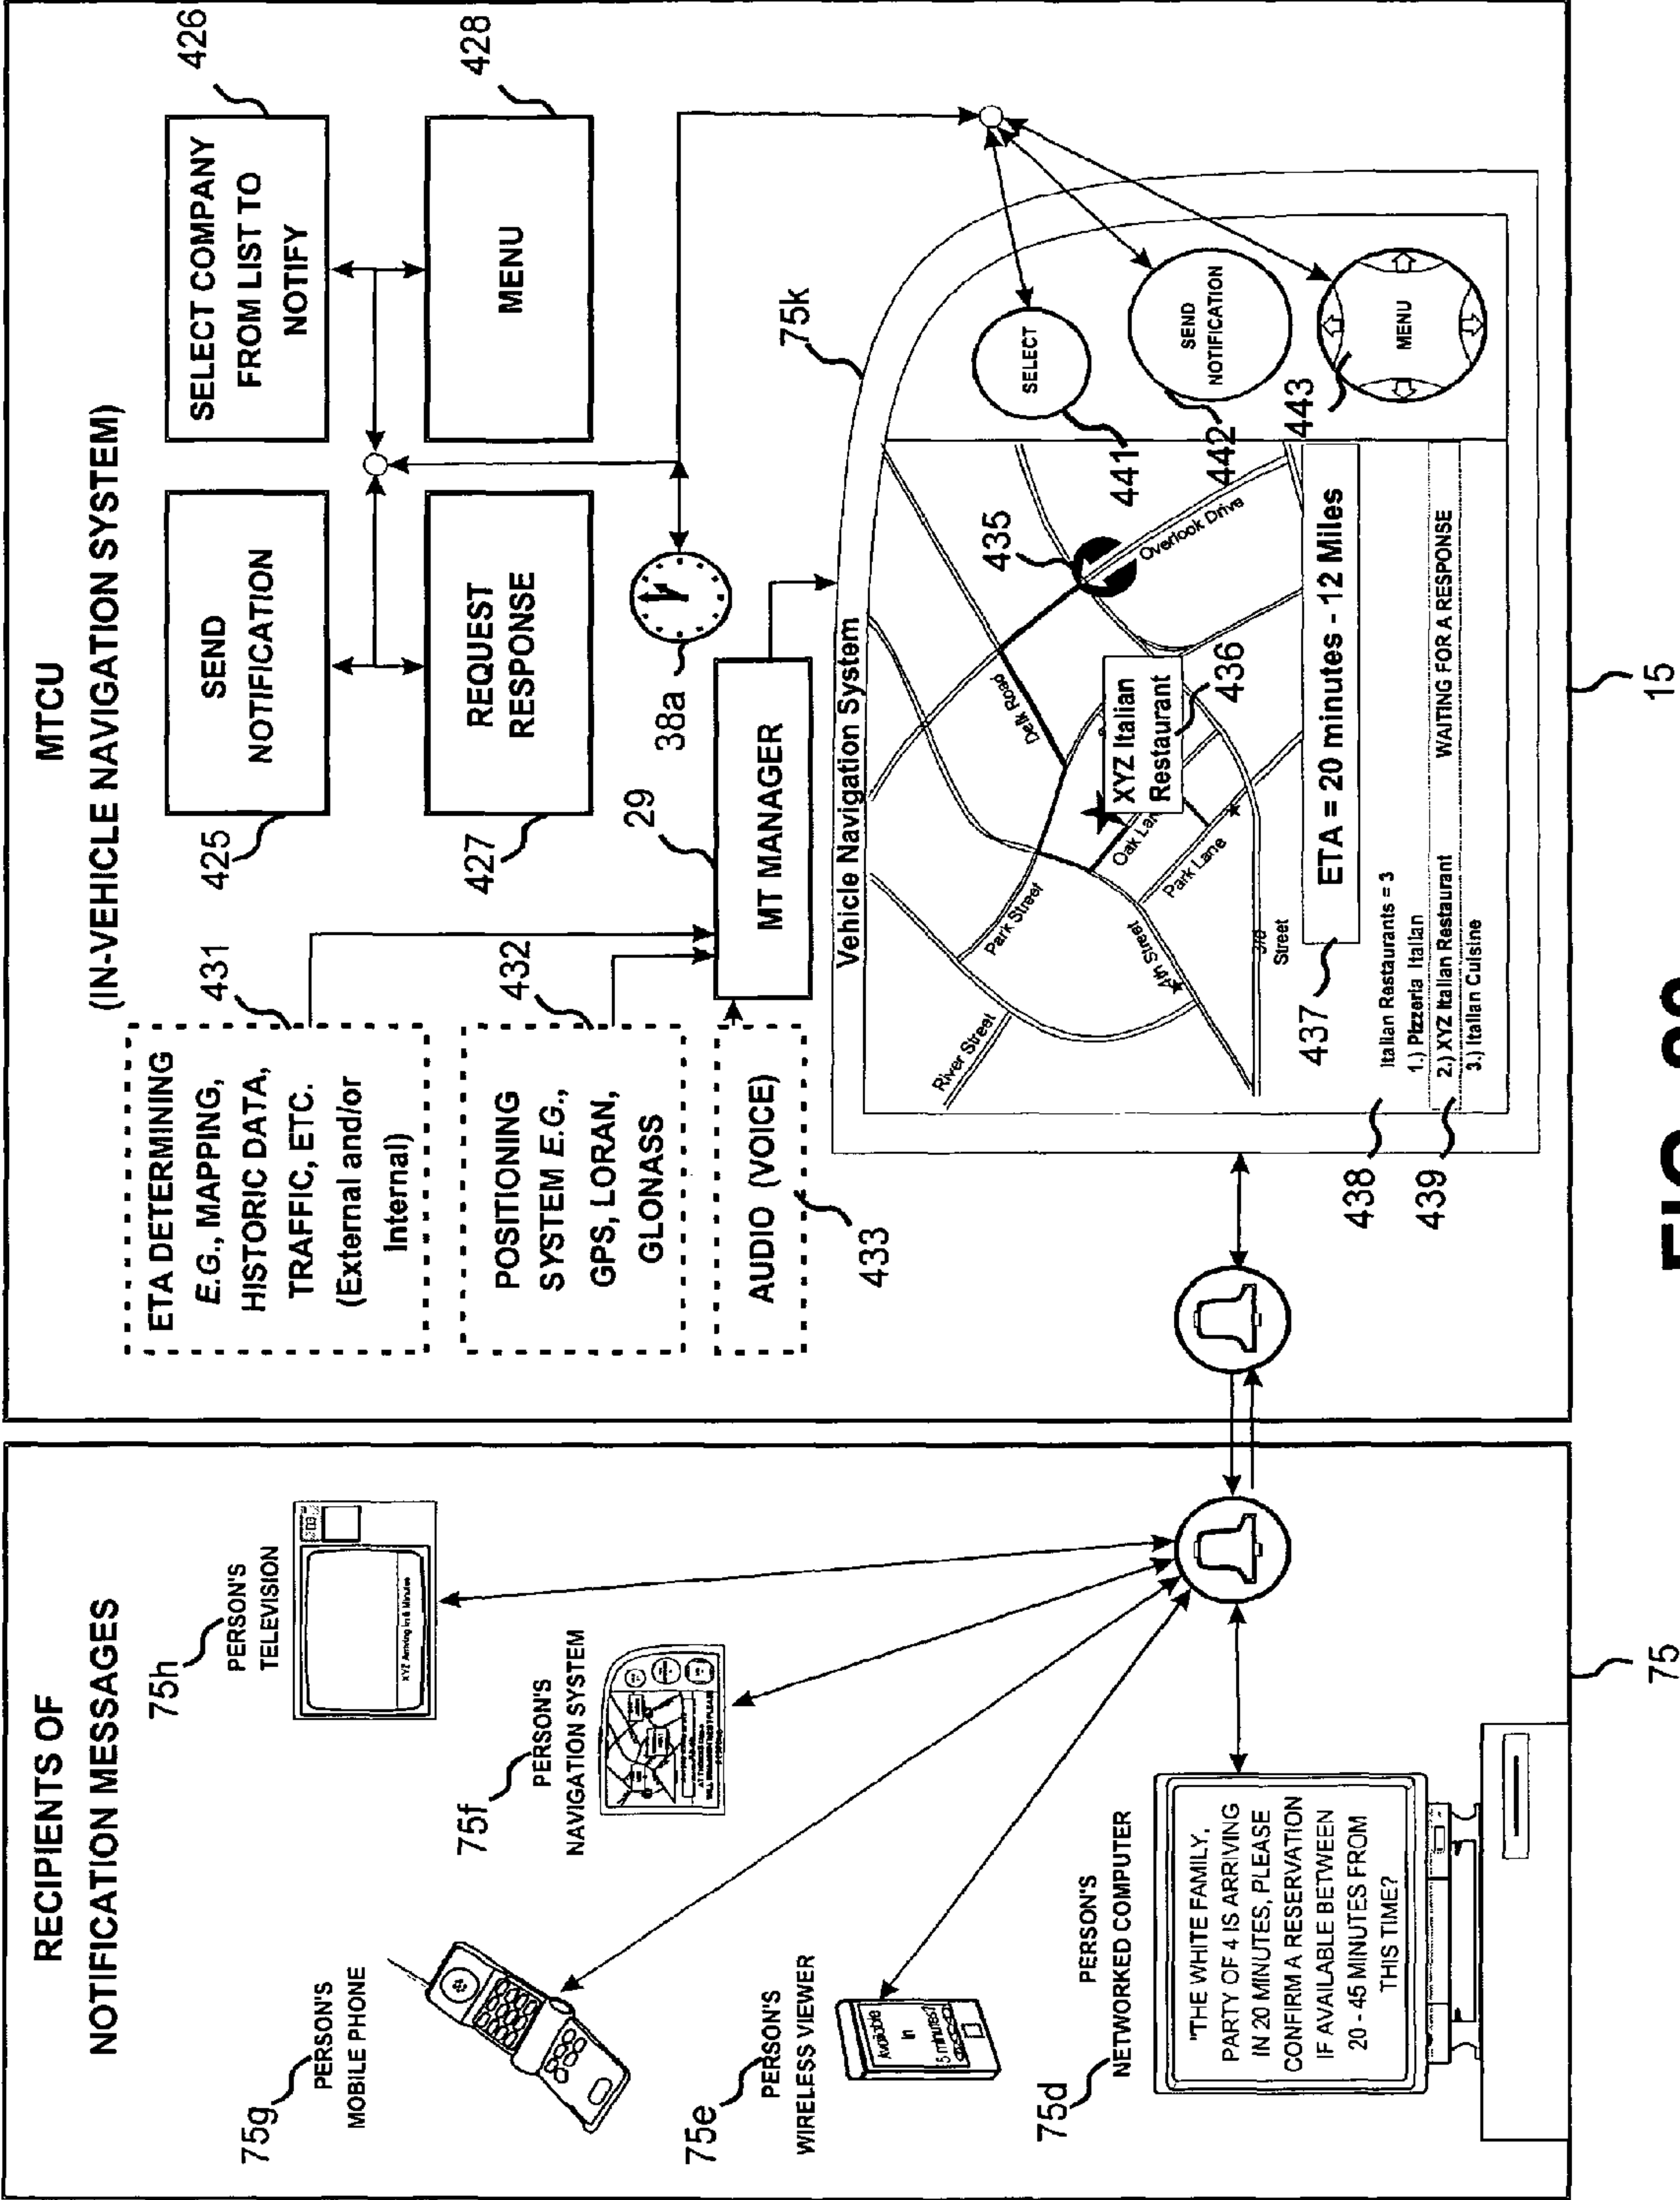 RECIPIENTS OF
NOTIFICATION MESSAGES
75g
PERSON'S
MOBILE PHONE
75h
PERSON'S
TELEVISION
XYZ Arriving in 5 Minutes
75f
PERSON'S
NAVIGATION SYSTEM
75e
PERSON'S
WIRELESS VIEWER
Available
in
5 minutes?
75d
PERSON'S
NETWORKED COMPUTER
"THE WHITE FAMILY,
PARTY OF 4 IS ARRIVING
IN 20 MINUTES, PLEASE
CONFIRM A RESERVATION
IF AVAILABLE BETWEEN
20 - 45 MINUTES FROM
THIS TIME?
75
MTCU
(IN-VEHICLE NAVIGATION SYSTEM)
ETA DETERMINING
E.G., MAPPING,
HISTORIC DATA,
TRAFFIC, ETC.
(External and/or
Internal)
431
POSITIONING
SYSTEM E.G.,
GPS, LORAN,
GLONASS
432
AUDIO (VOICE)
433
425
SEND
NOTIFICATION
426
SELECT COMPANY
FROM LIST TO
NOTIFY
427
REQUEST
RESPONSE
428
MENU
38a
29
MT MANAGER
75k
Vehicle Navigation System
River Street
Park Street
4th Street
3rd
Street
Park Lane
Oak Lan
Delk Road
Overlook Drive
435
XYZ Italian
Restaurant
436
437
ETA = 20 minutes - 12 Miles
438
Italian Restaurants = 3
1.) Pizzeria Italian
439
2.) XYZ Italian Restaurant WAITING FOR A RESPONSE
3.) Italian Cuisine
SELECT
441
SEND
NOTIFICATION
442
MENU
443
15